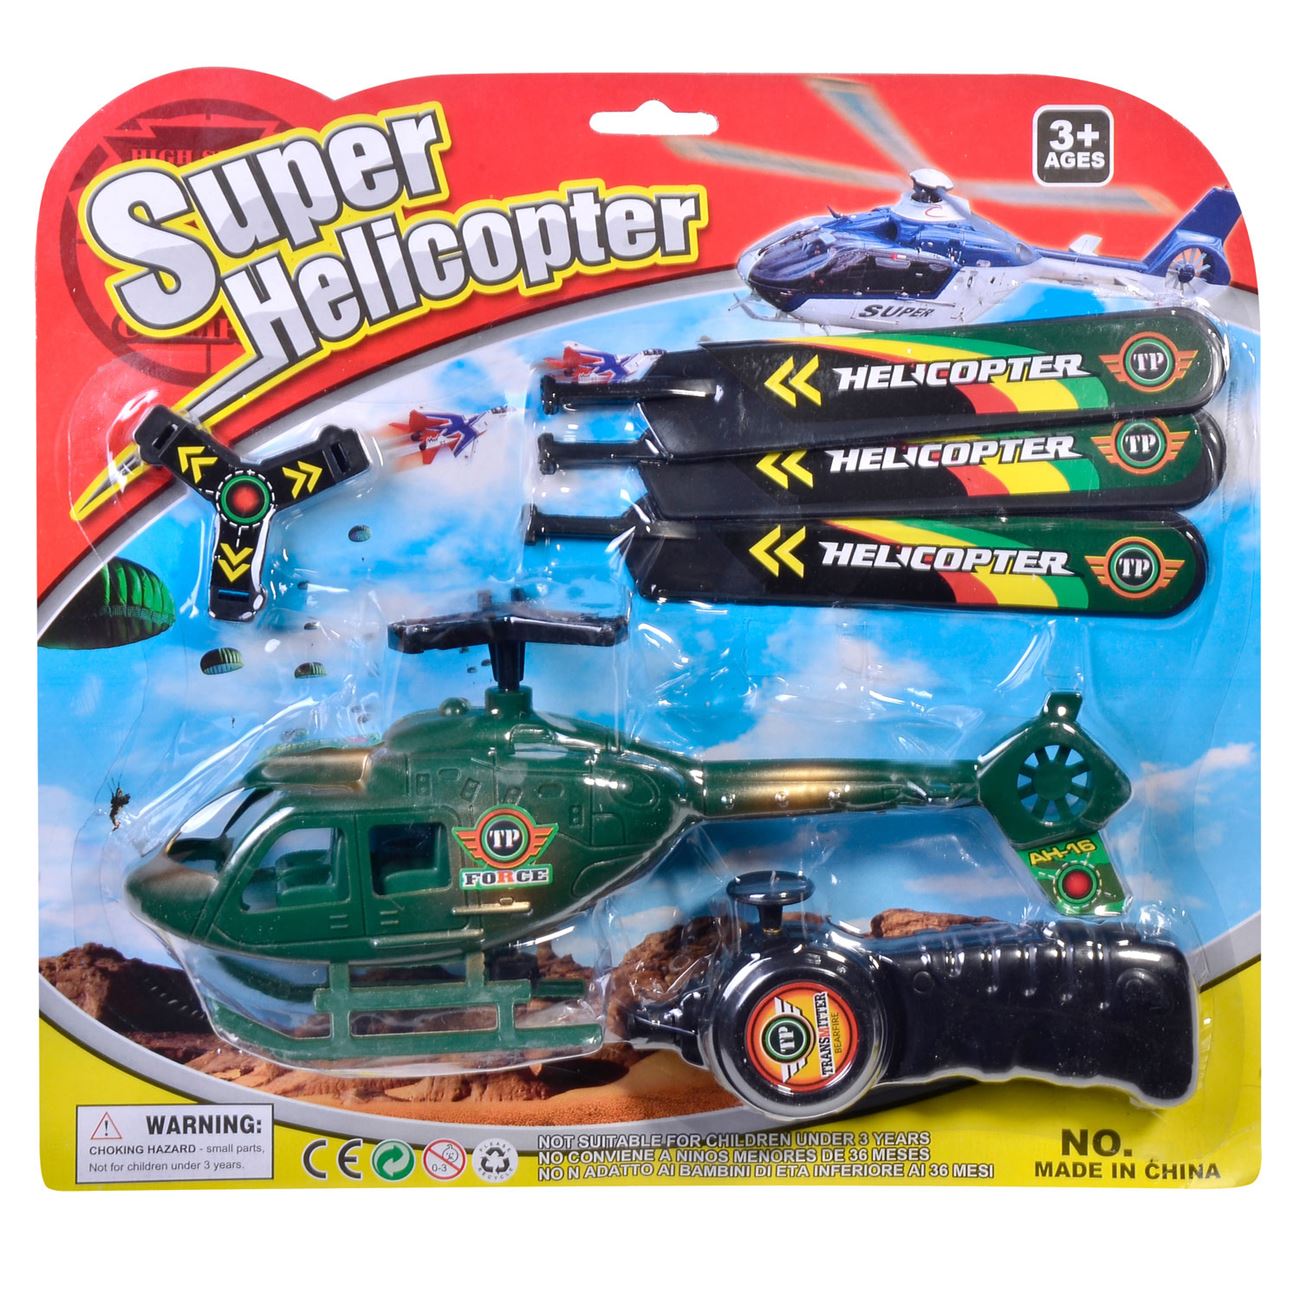 Super
Helicopter
3+
AGES
SUPER
HELICOPTER
TP
HELICOPTER
TP
HELICOPTER
TP
TP
FORCE
AH-16
TP
TRANSMITTER
BEARFIRE
WARNING:
CHOKING HAZARD - small parts,
Not for children under 3 years.
CE
0-3
PLEASE
RECYCLE
NOT SUITABLE FOR CHILDREN UNDER 3 YEARS
NO CONVIENE A NINOS MENORES DE 36 MESES
NO N ADATTO AI BAMBINI DI ETA INFERIORE AI 36 MESI
NO.
MADE IN CHINA